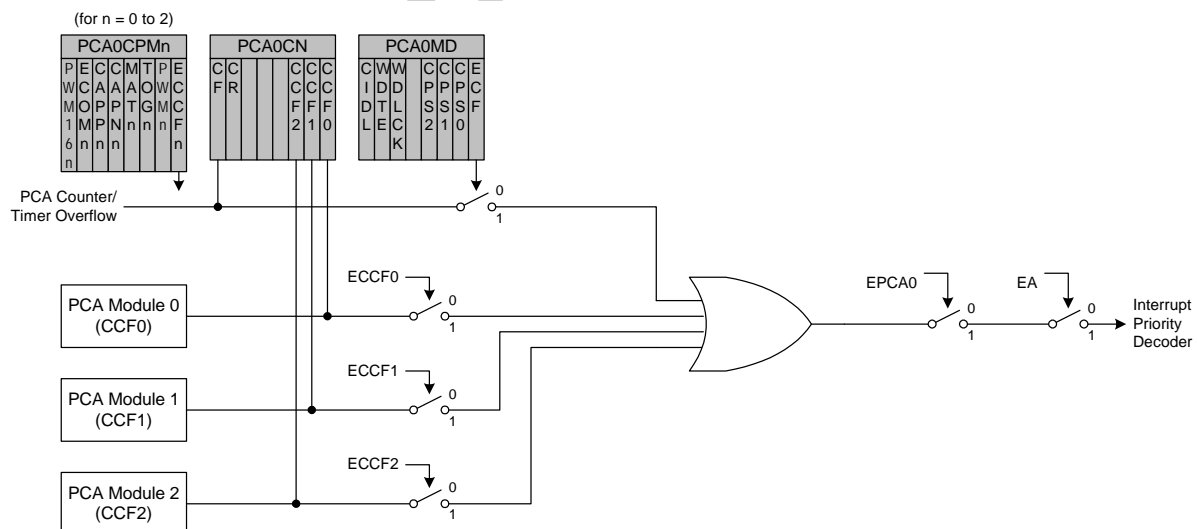 (for n = 0 to 2)
PCA0CPMn
PWM16n
ECOMn
CAPPn
CAPNn
MATn
TOGn
PWMn
ECCFn
PCA0CN
CF
CR
CCF2
CCF1
CCF0
PCA0MD
CIDL
WDTE
WDLCK
CPS2
CPS1
CPS0
ECF
PCA Counter/
Timer Overflow
0
1
PCA Module 0
(CCF0)
ECCF0
0
1
PCA Module 1
(CCF1)
ECCF1
0
1
PCA Module 2
(CCF2)
ECCF2
0
1
EPCA0
0
1
EA
0
1
Interrupt
Priority
Decoder